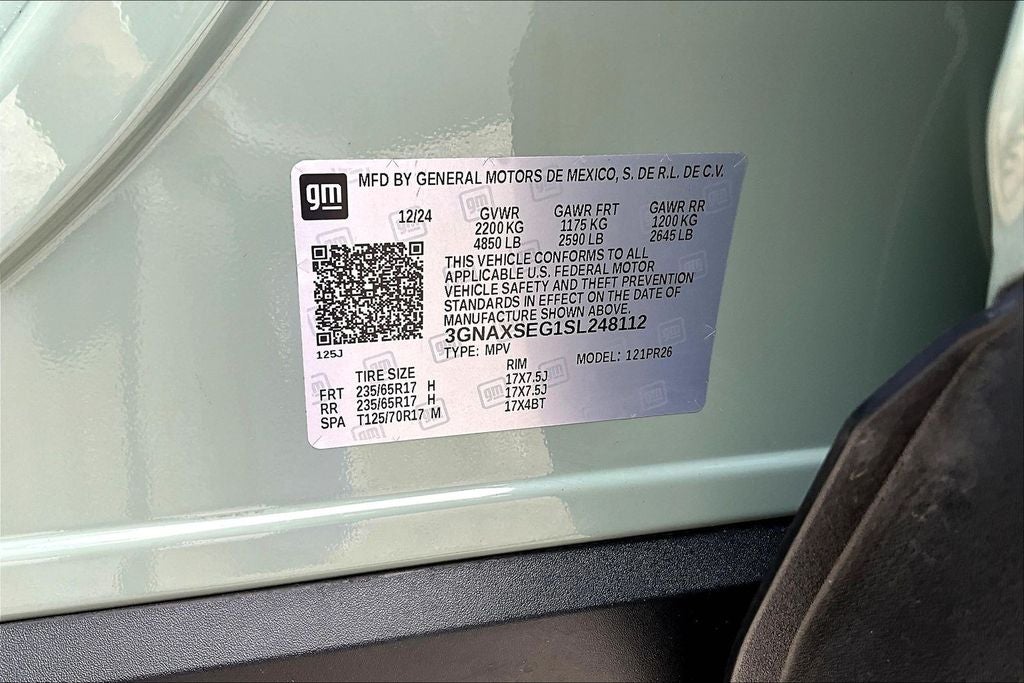 gm
MFD BY GENERAL MOTORS DE MEXICO, S. DE R.L. DE C.V.
12/24 GVWR GAWR FRT GAWR RR
2200 KG 1175 KG 1200 KG
4850 LB 2590 LB 2645 LB
THIS VEHICLE CONFORMS TO ALL
APPLICABLE U.S. FEDERAL MOTOR
VEHICLE SAFETY AND THEFT PREVENTION
STANDARDS IN EFFECT ON THE DATE OF
MANUFACTURE SHOWN ABOVE.
3GNAXSEG1SL248112
125J
TYPE: MPV MODEL: 121PR26
TIRE SIZE RIM
FRT 235/65R17 H 17X7.5J
RR 235/65R17 H 17X7.5J
SPA T125/70R17 M 17X4BT